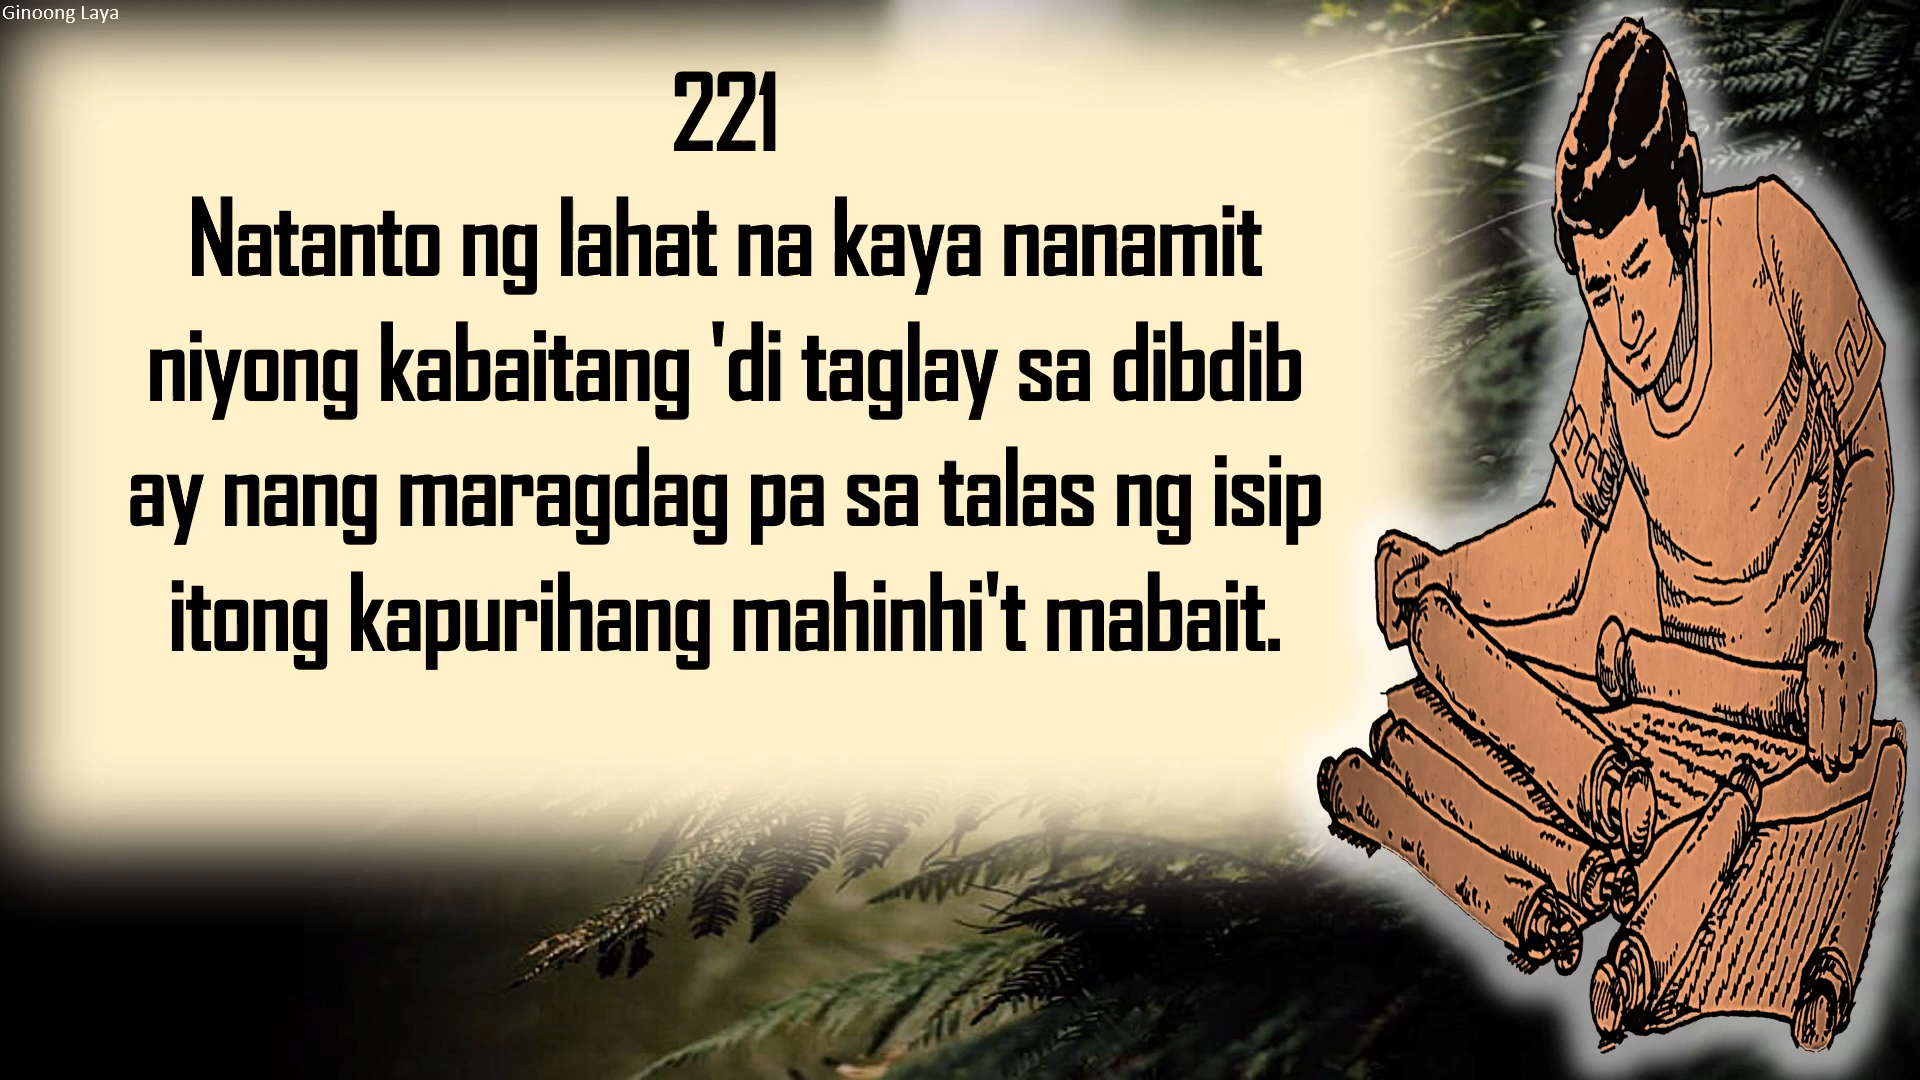 Ginoong Laya
221
Natanto ng lahat na kaya nanamit
niyong kabaitang 'di taglay sa dibdib
ay nang maragdag pa sa talas ng isip
itong kapurihang mahinhi't mabait.